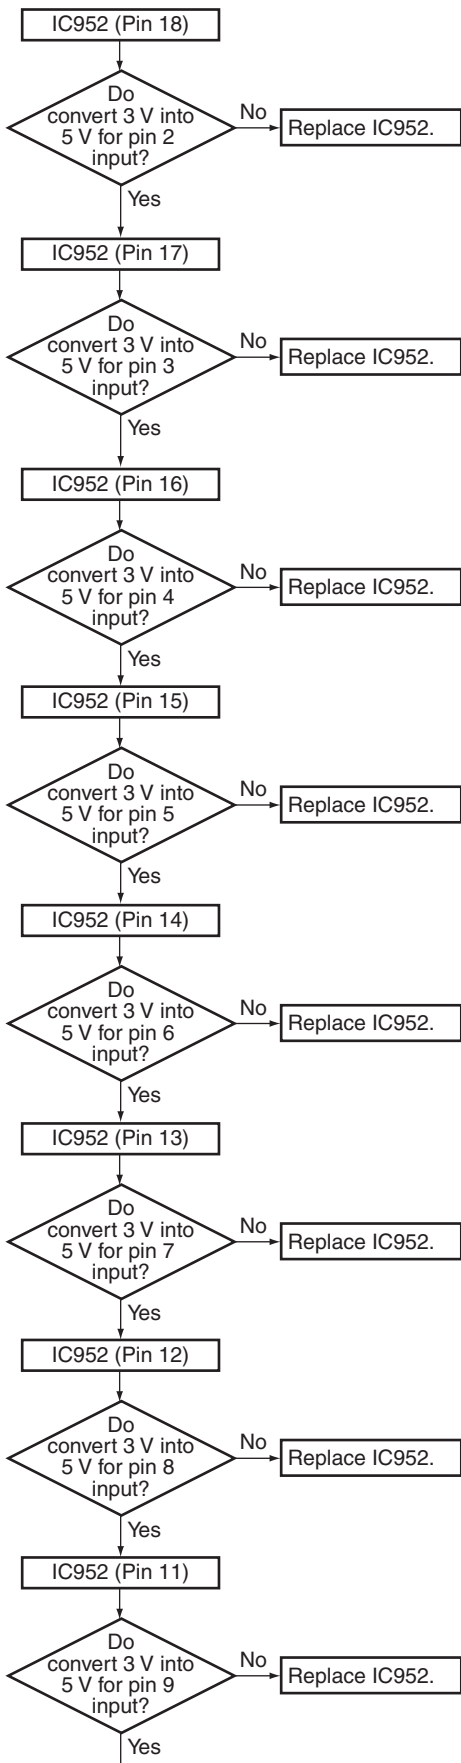 IC952 (Pin 18)
Do
convert 3 V into
5 V for pin 2
input?
No
Replace IC952.
Yes
IC952 (Pin 17)
Do
convert 3 V into
5 V for pin 3
input?
No
Replace IC952.
Yes
IC952 (Pin 16)
Do
convert 3 V into
5 V for pin 4
input?
No
Replace IC952.
Yes
IC952 (Pin 15)
Do
convert 3 V into
5 V for pin 5
input?
No
Replace IC952.
Yes
IC952 (Pin 14)
Do
convert 3 V into
5 V for pin 6
input?
No
Replace IC952.
Yes
IC952 (Pin 13)
Do
convert 3 V into
5 V for pin 7
input?
No
Replace IC952.
Yes
IC952 (Pin 12)
Do
convert 3 V into
5 V for pin 8
input?
No
Replace IC952.
Yes
IC952 (Pin 11)
Do
convert 3 V into
5 V for pin 9
input?
No
Replace IC952.
Yes